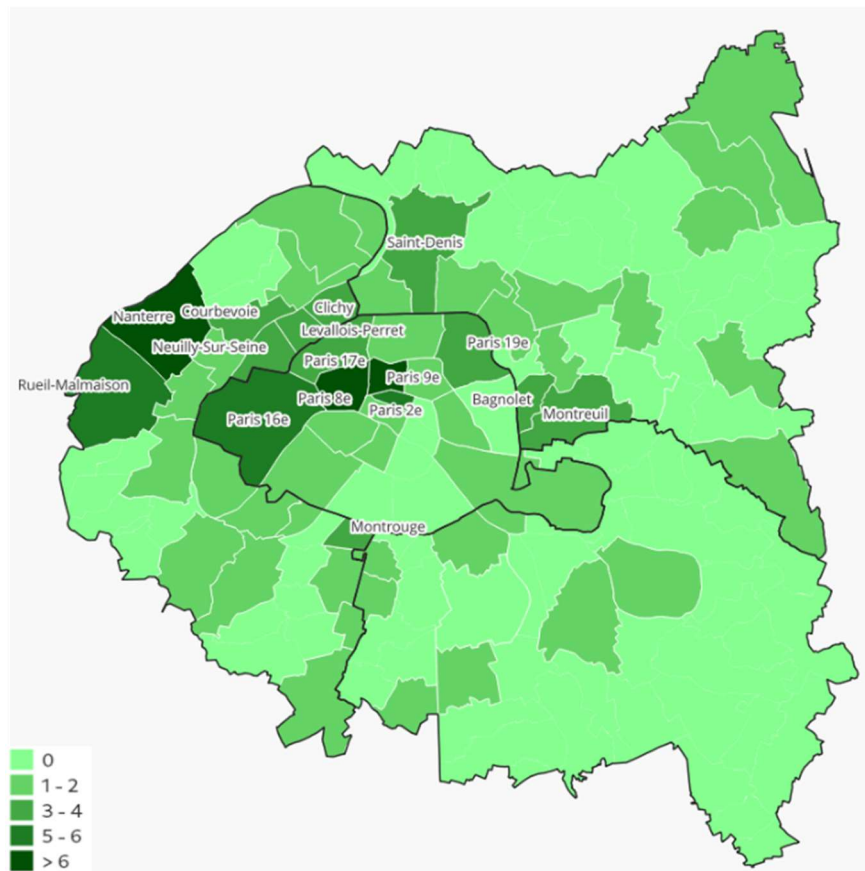 Saint-Denis
Nanterre
Courbevoie
Clichy
Levallois-Perret
Neuilly-Sur-Seine
Paris 19e
Paris 17e
Rueil-Malmaison
Paris 9e
Paris 8e
Paris 2e
Bagnolet
Paris 16e
Montreuil
Montrouge
0
1 - 2
3 - 4
5 - 6
> 6